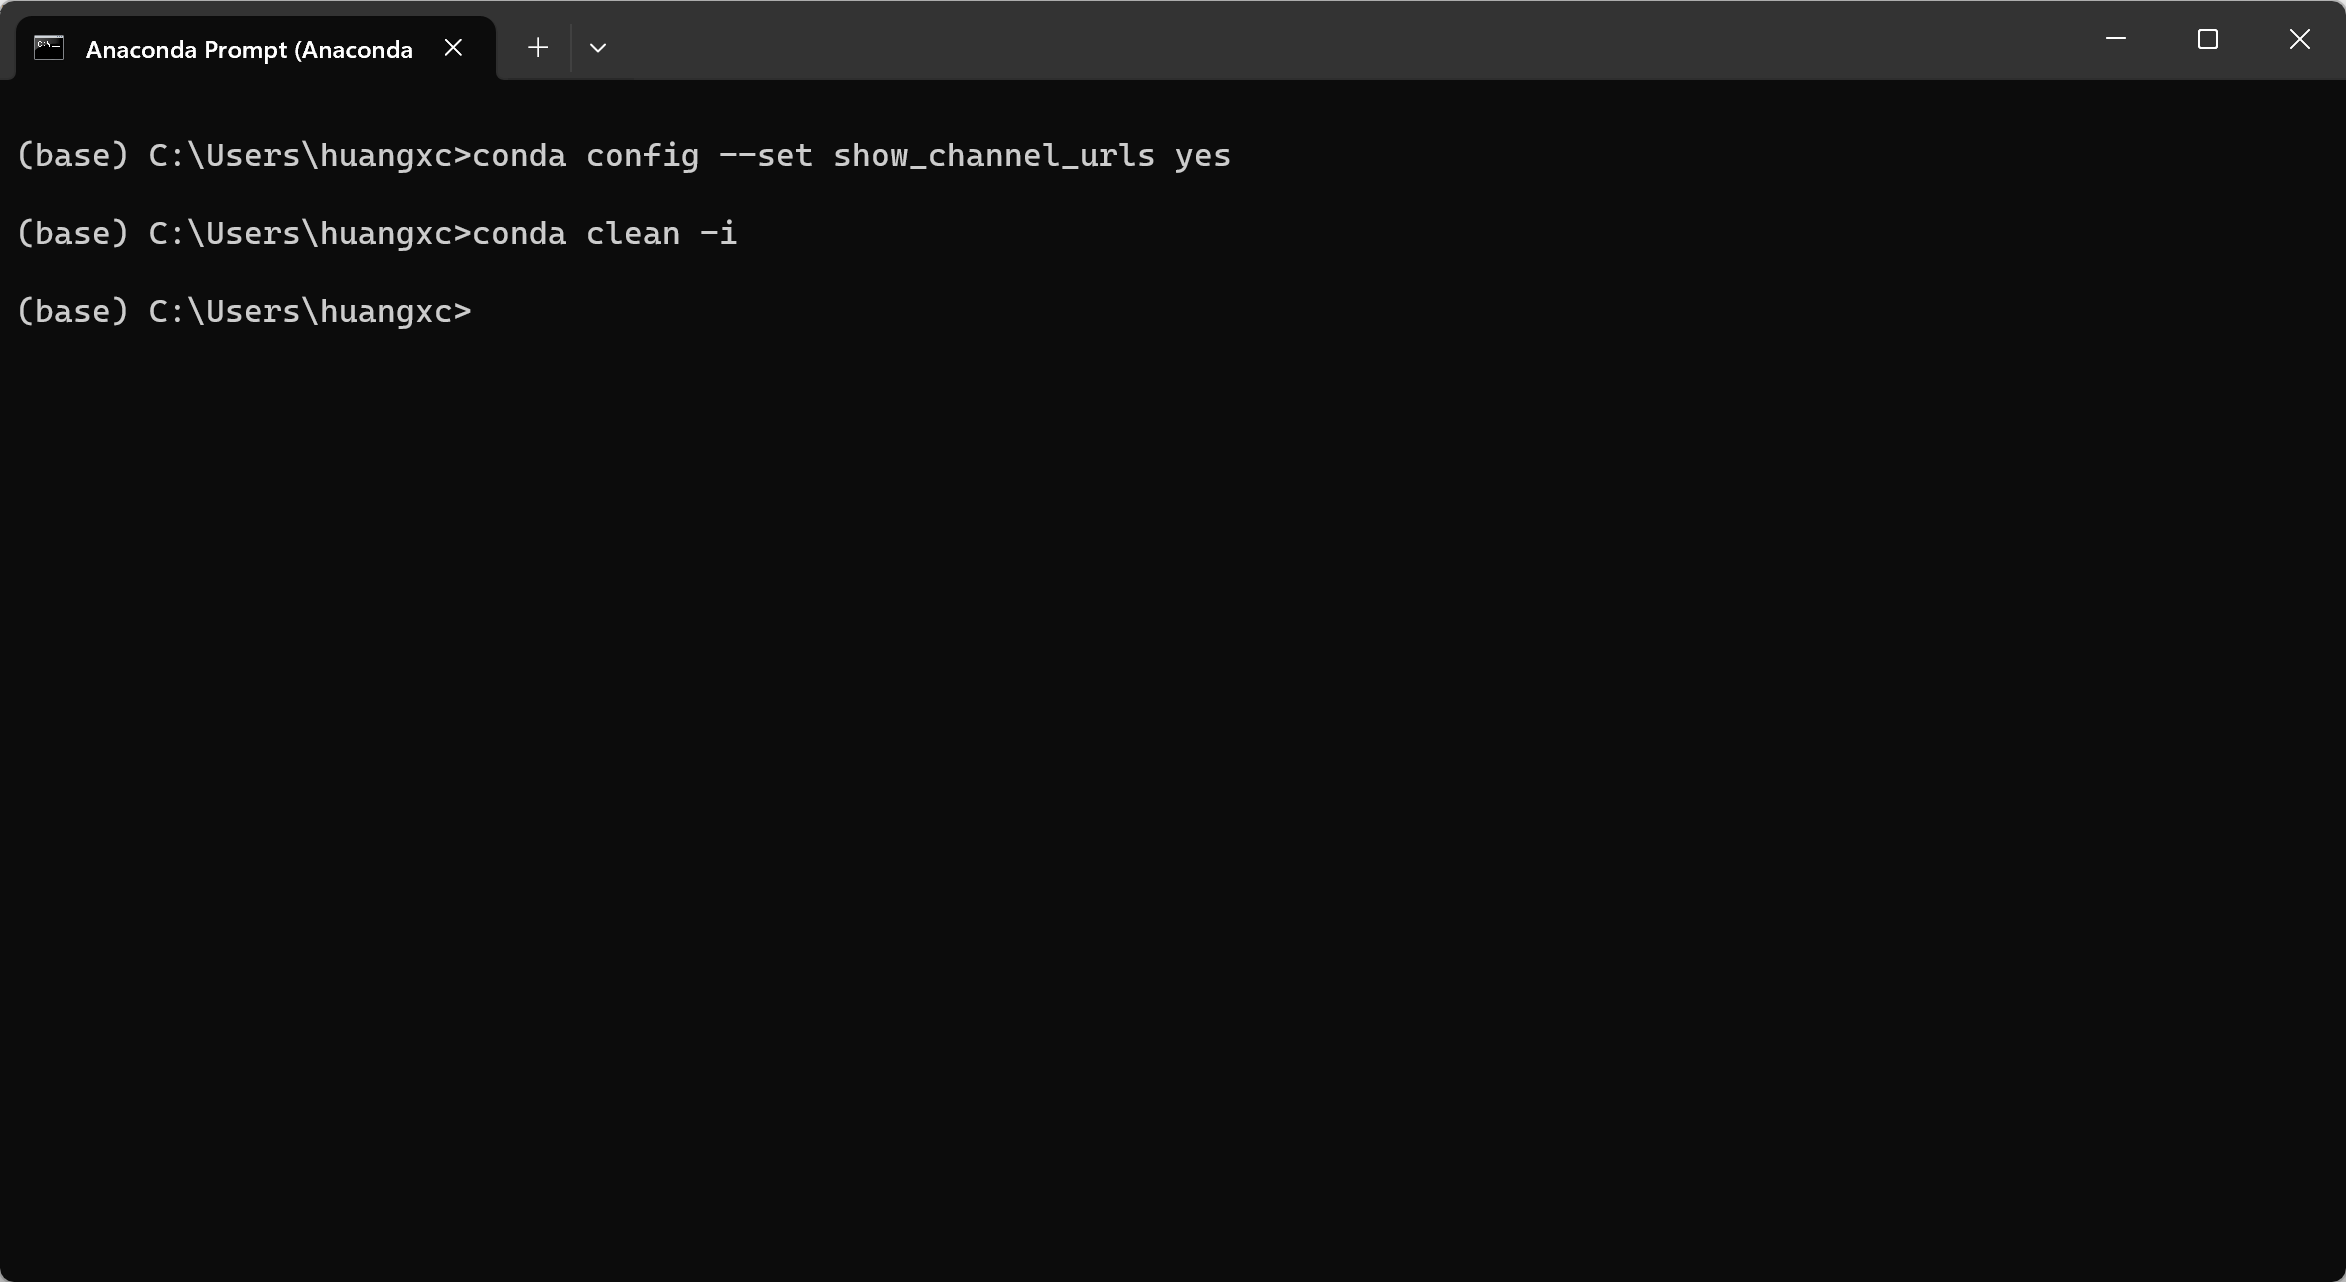 Anaconda Prompt (Anaconda
(base) C:\Users\huangxc>conda config --set show_channel_urls yes
(base) C:\Users\huangxc>conda clean -i
(base) C:\Users\huangxc>